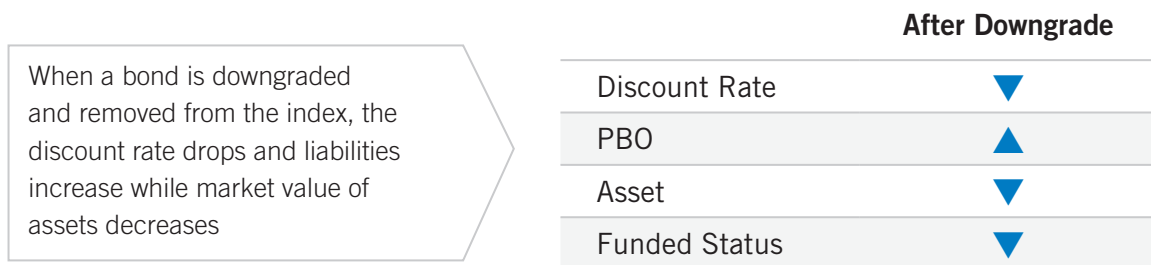 When a bond is downgraded
and removed from the index, the
discount rate drops and liabilities
increase while market value of
assets decreases
After Downgrade
Discount Rate ▼
PBO ▲
Asset ▼
Funded Status ▼